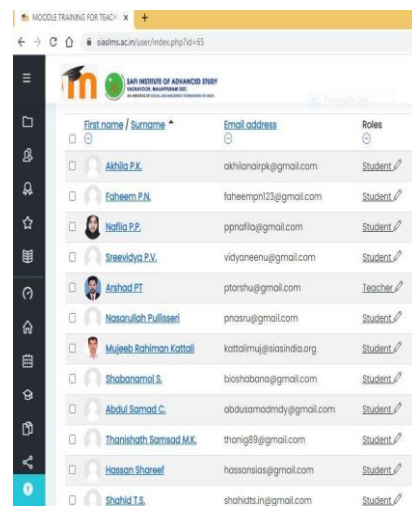 MOODLE TRAINING FOR TEACH
siaslms.ac.in/user/index.php?id=65
SAFI INSTITUTE OF ADVANCED STUDY
VAZHAYOOR, MALAPPURAM DIST.
First name / Surname Email address Roles
Akhila P.K. akhilanairpk@gmail.com Student
Faheem P.N. faheempn123@gmail.com Student
Nafila P.P. ppnafila@gmail.com Student
Sreevidya P.V. vidyaneenu@gmail.com Student
Arshad PT ptarshu@gmail.com Teacher
Nasarullah Pullisseri pnasru@gmail.com Student
Mujeeb Rahiman Kattali kattalimuj@siasindia.org Student
Shabanamol S. bioshabana@gmail.com Student
Abdul Samad C. abdusamadmdy@gmail.com Student
Thanishath Samsad M.K. thanig89@gmail.com Student
Hassan Shareef hassansias@gmail.com Student
Shahid T.S. shahidts.in@gmail.com Student